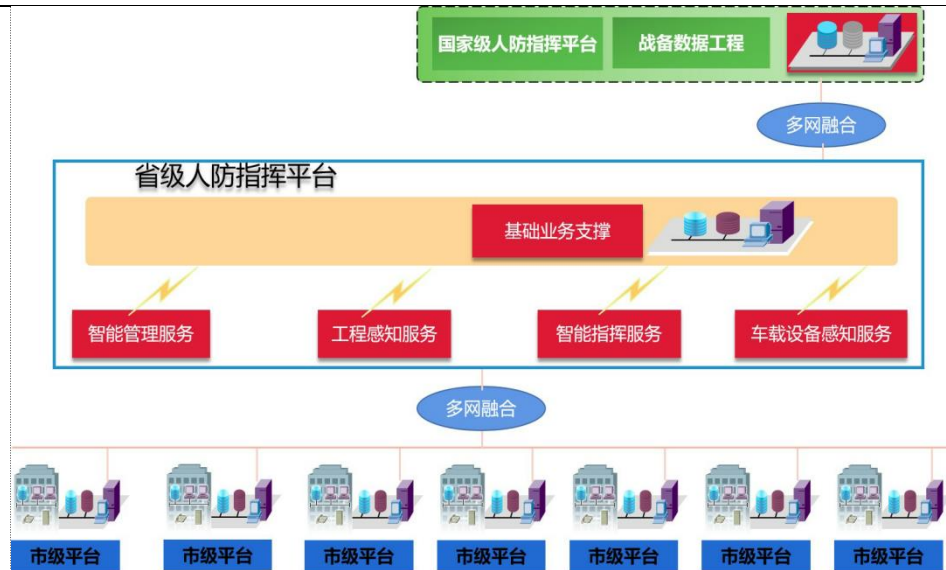 国家级人防指挥平台
战备数据工程
多网融合
省级人防指挥平台
基础业务支撑
智能管理服务
工程感知服务
智能指挥服务
车载设备感知服务
多网融合
市级平台
市级平台
市级平台
市级平台
市级平台
市级平台
市级平台